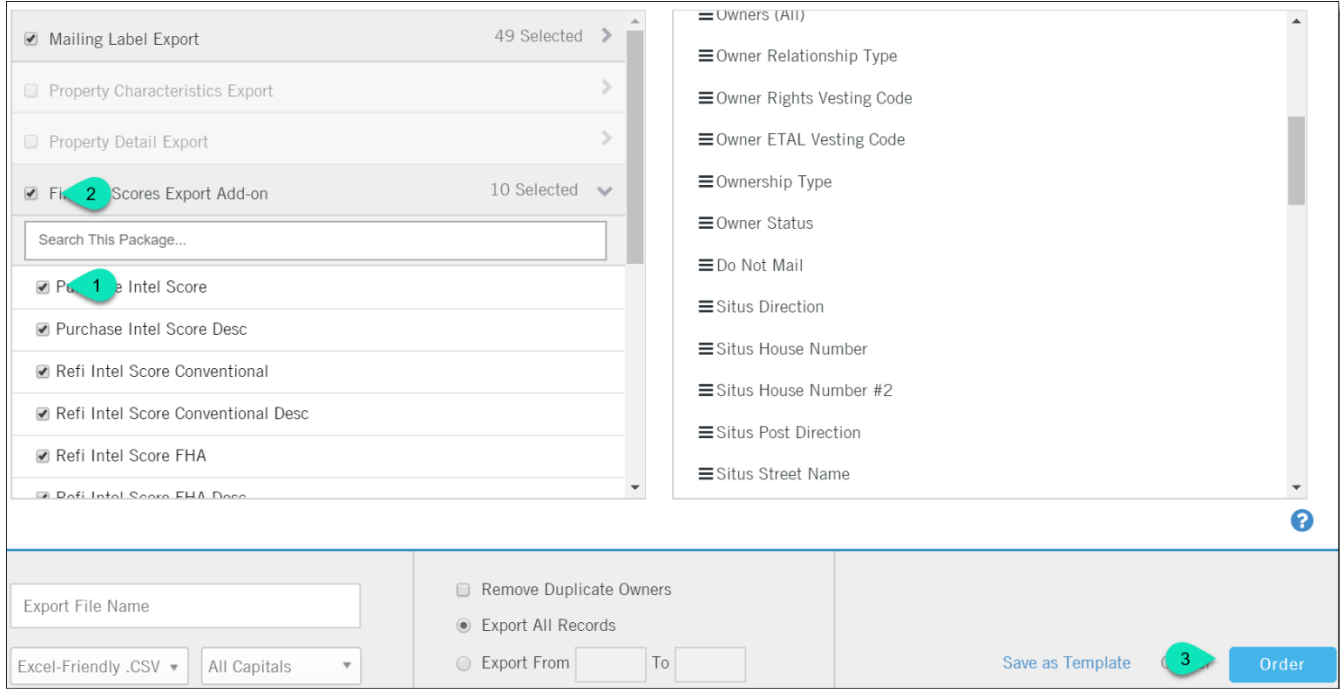 Mailing Label Export 49 Selected
Property Characteristics Export
Property Detail Export
2 Scores Export Add-on 10 Selected
Search This Package...
1 Intel Score
Purchase Intel Score Desc
Refi Intel Score Conventional
Refi Intel Score Conventional Desc
Refi Intel Score FHA
Refi Intel Score FHA Desc
Owners (All)
Owner Relationship Type
Owner Rights Vesting Code
Owner ETAL Vesting Code
Ownership Type
Owner Status
Do Not Mail
Situs Direction
Situs House Number
Situs House Number #2
Situs Post Direction
Situs Street Name
?
Export File Name
Excel-Friendly .CSV
All Capitals
Remove Duplicate Owners
Export All Records
Export From To
Save as Template
3
Order